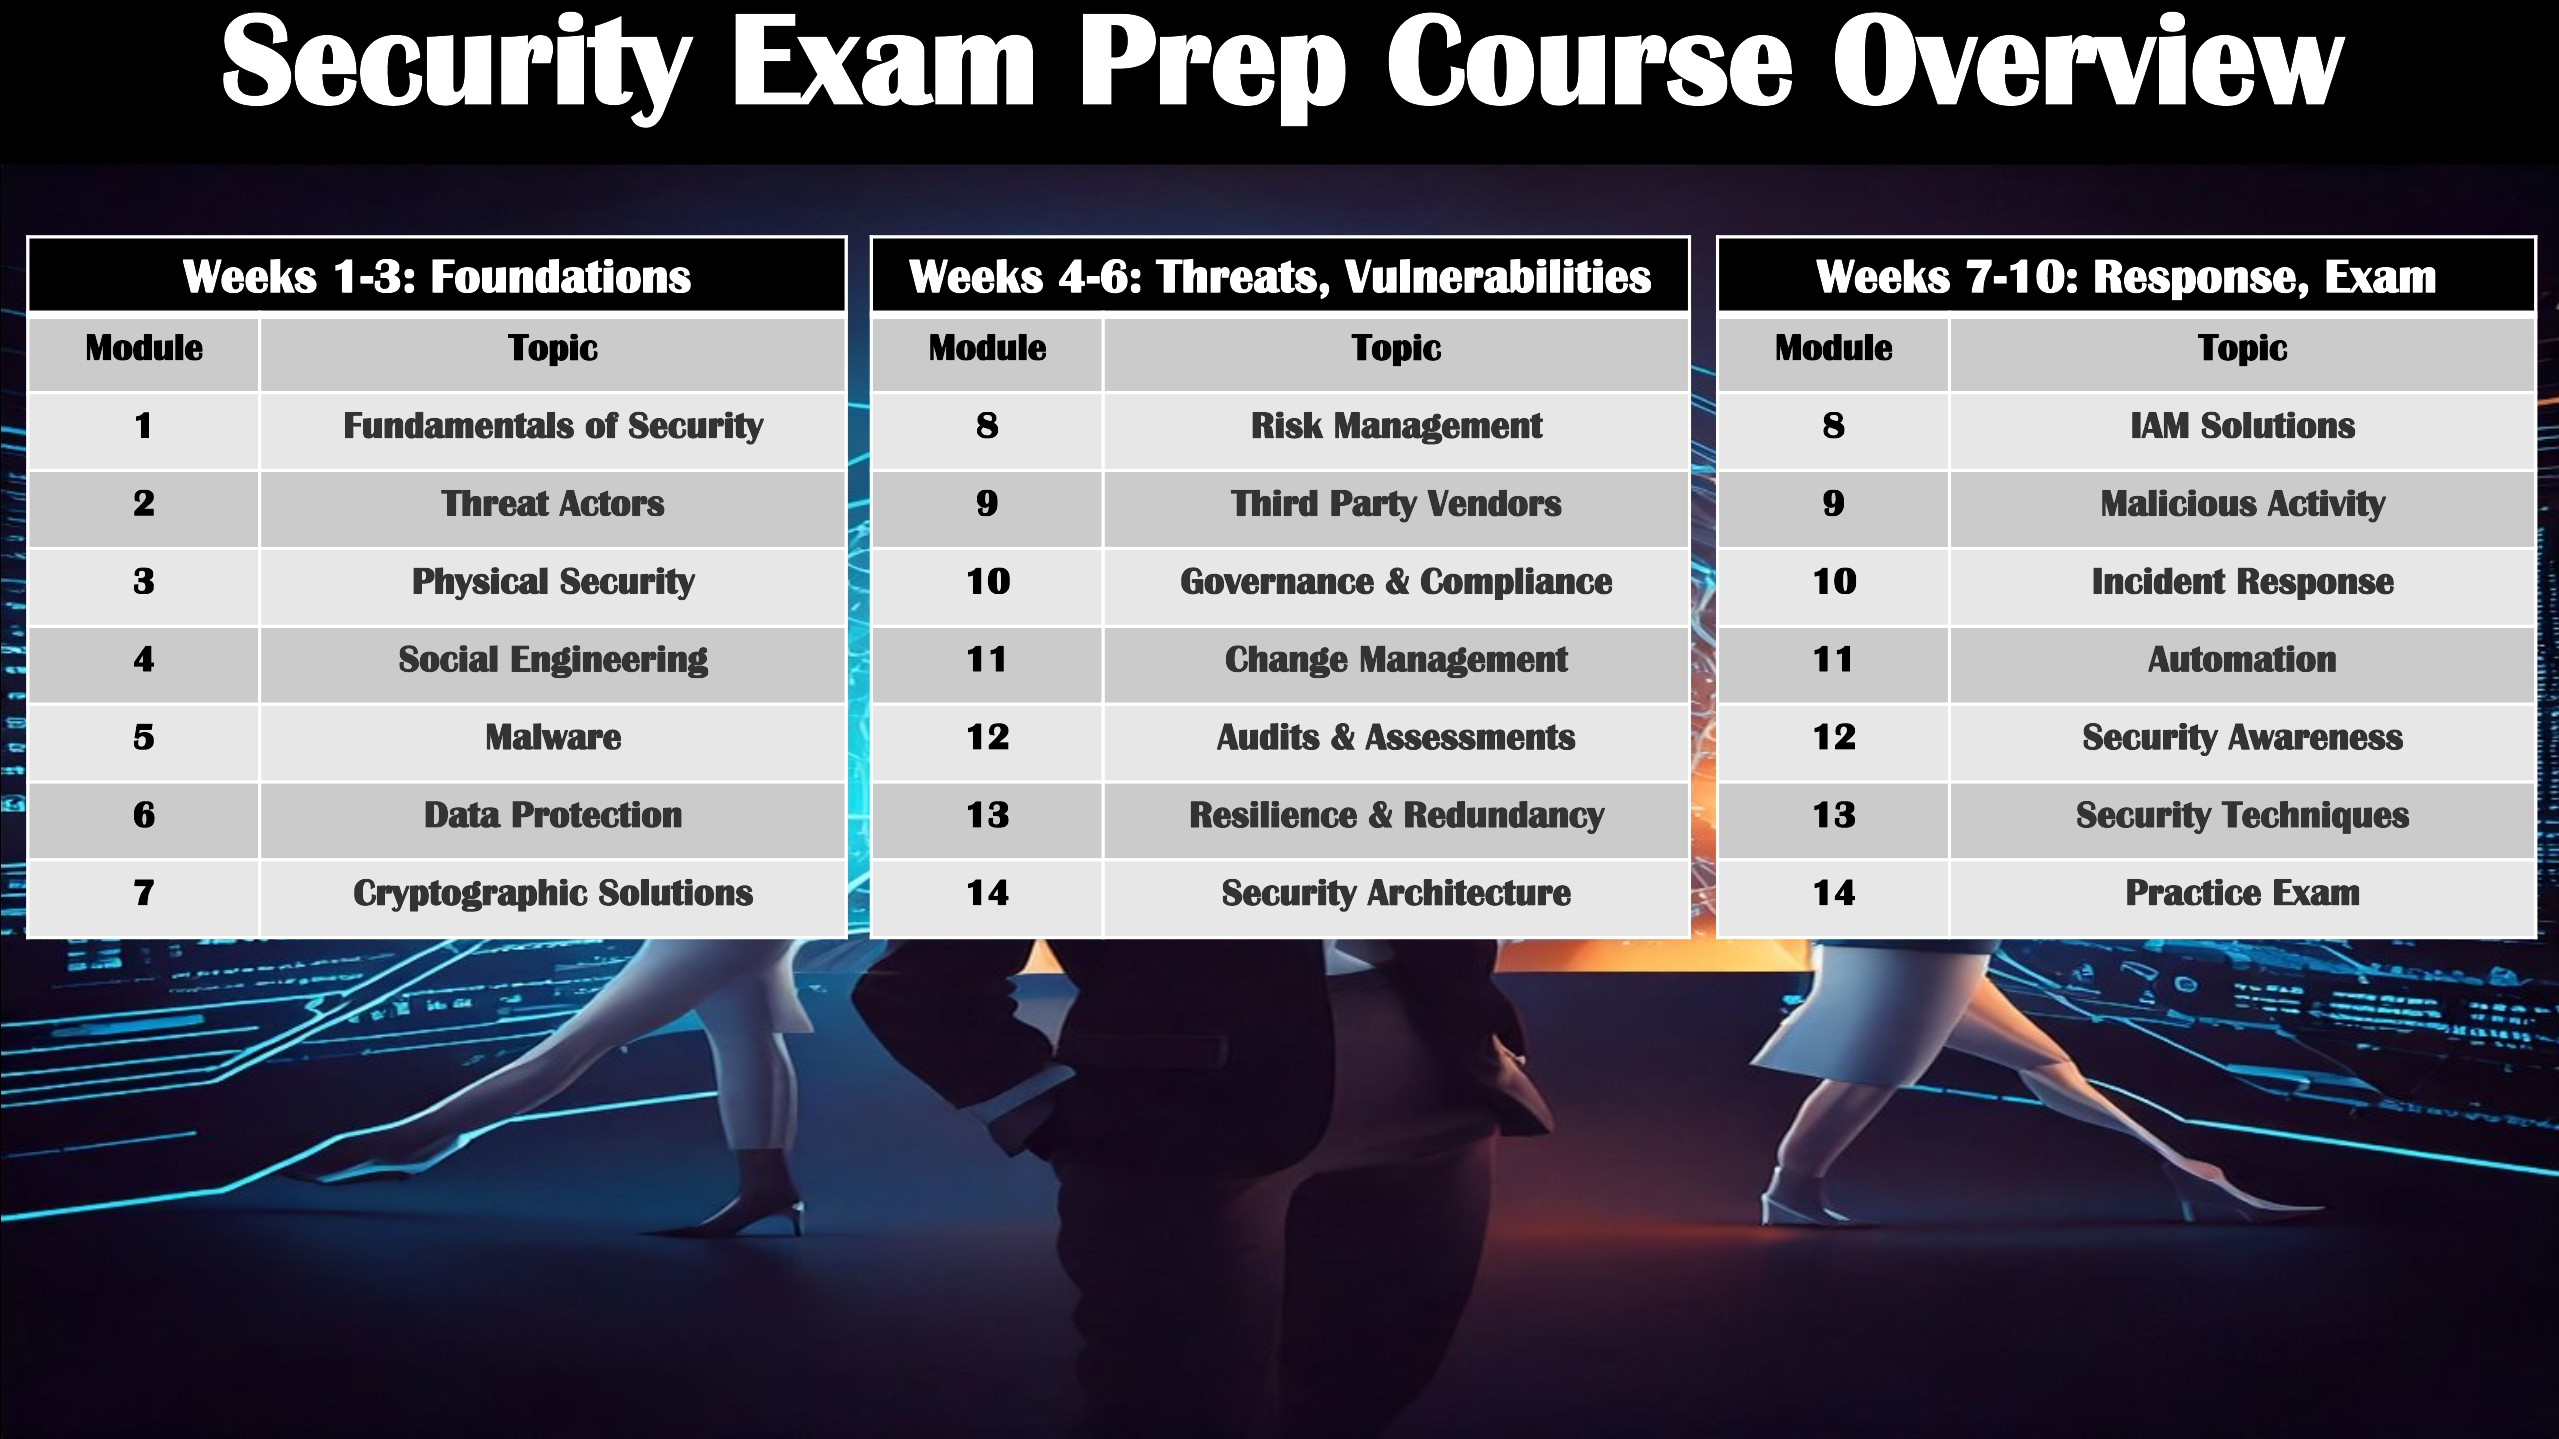 Security Exam Prep Course Overview
Weeks 1-3: Foundations
Module Topic
1 Fundamentals of Security
2 Threat Actors
3 Physical Security
4 Social Engineering
5 Malware
6 Data Protection
7 Cryptographic Solutions
Weeks 4-6: Threats, Vulnerabilities
Module Topic
8 Risk Management
9 Third Party Vendors
10 Governance & Compliance
11 Change Management
12 Audits & Assessments
13 Resilience & Redundancy
14 Security Architecture
Weeks 7-10: Response, Exam
Module Topic
8 IAM Solutions
9 Malicious Activity
10 Incident Response
11 Automation
12 Security Awareness
13 Security Techniques
14 Practice Exam